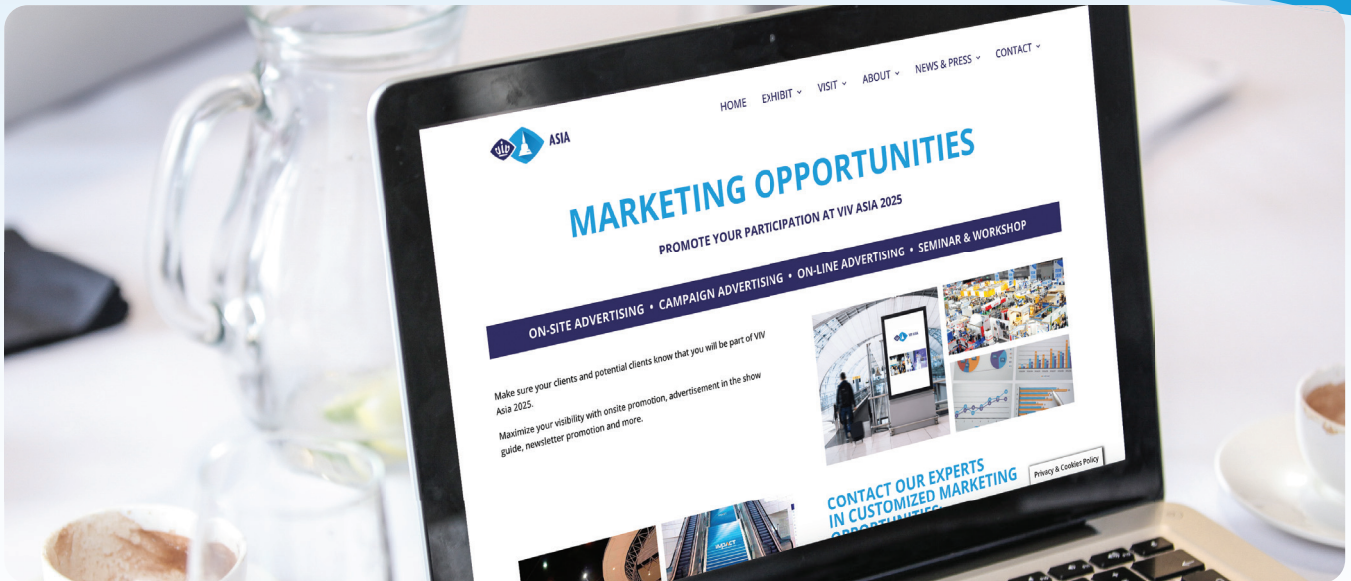 HOME EXHIBIT VISIT ABOUT NEWS & PRESS CONTACT
viv ASIA
MARKETING OPPORTUNITIES
PROMOTE YOUR PARTICIPATION AT VIV ASIA 2025
ON-SITE ADVERTISING • CAMPAIGN ADVERTISING • ON-LINE ADVERTISING • SEMINAR & WORKSHOP
Make sure your clients and potential clients know that you will be part of VIV
Asia 2025.
Maximize your visibility with onsite promotion, advertisement in the show
guide, newsletter promotion and more.
CONTACT OUR EXPERTS
IN CUSTOMIZED MARKETING
OPPORTUNITIES
Privacy & Cookies Policy
IMPACT